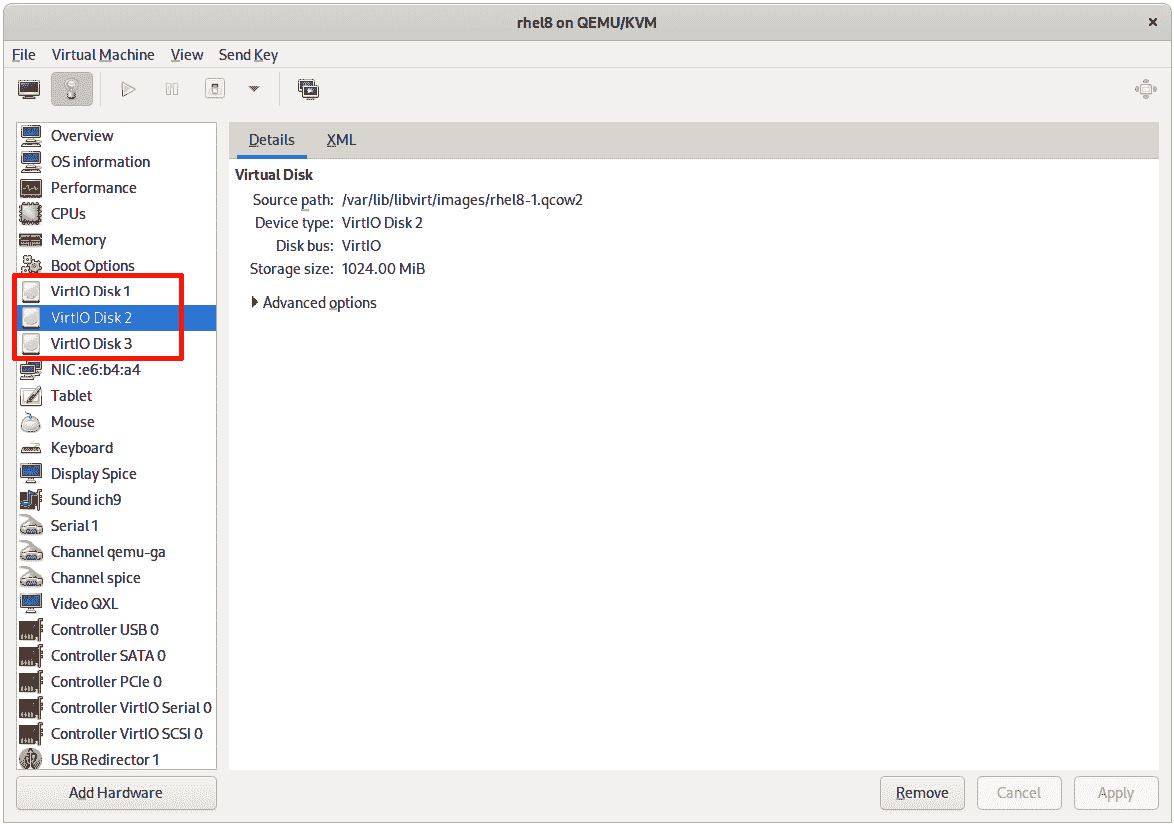 rhel8 on QEMU/KVM
File Virtual Machine View Send Key
Overview
OS information
Performance
CPUs
Memory
Boot Options
VirtIO Disk 1
VirtIO Disk 2
VirtIO Disk 3
NIC :e6:b4:a4
Tablet
Mouse
Keyboard
Display Spice
Sound ich9
Serial 1
Channel qemu-ga
Channel spice
Video QXL
Controller USB 0
Controller SATA 0
Controller PCIe 0
Controller VirtIO Serial 0
Controller VirtIO SCSI 0
USB Redirector 1
Add Hardware
Details XML
Virtual Disk
Source path: /var/lib/libvirt/images/rhel8-1.qcow2
Device type: VirtIO Disk 2
Disk bus: VirtIO
Storage size: 1024.00 MiB
Advanced options
Remove Cancel Apply